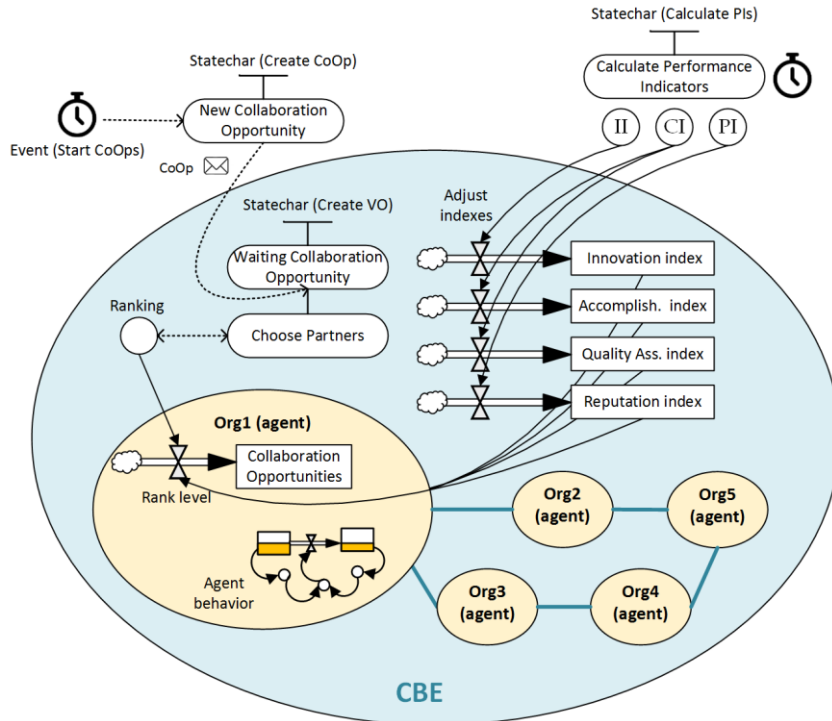 Statechar (Calculate PIs)
Statechar (Create CoOp)
Calculate Performance
Indicators
New Collaboration
Opportunity
II
CI
PI
Event (Start CoOps)
CoOp
Statechar (Create VO)
Adjust
indexes
Waiting Collaboration
Opportunity
Innovation index
Ranking
Accomplish. index
Choose Partners
Quality Ass. index
Reputation index
Org1 (agent)
Collaboration
Opportunities
Rank level
Org2
(agent)
Org5
(agent)
Agent
behavior
Org3
(agent)
Org4
(agent)
CBE